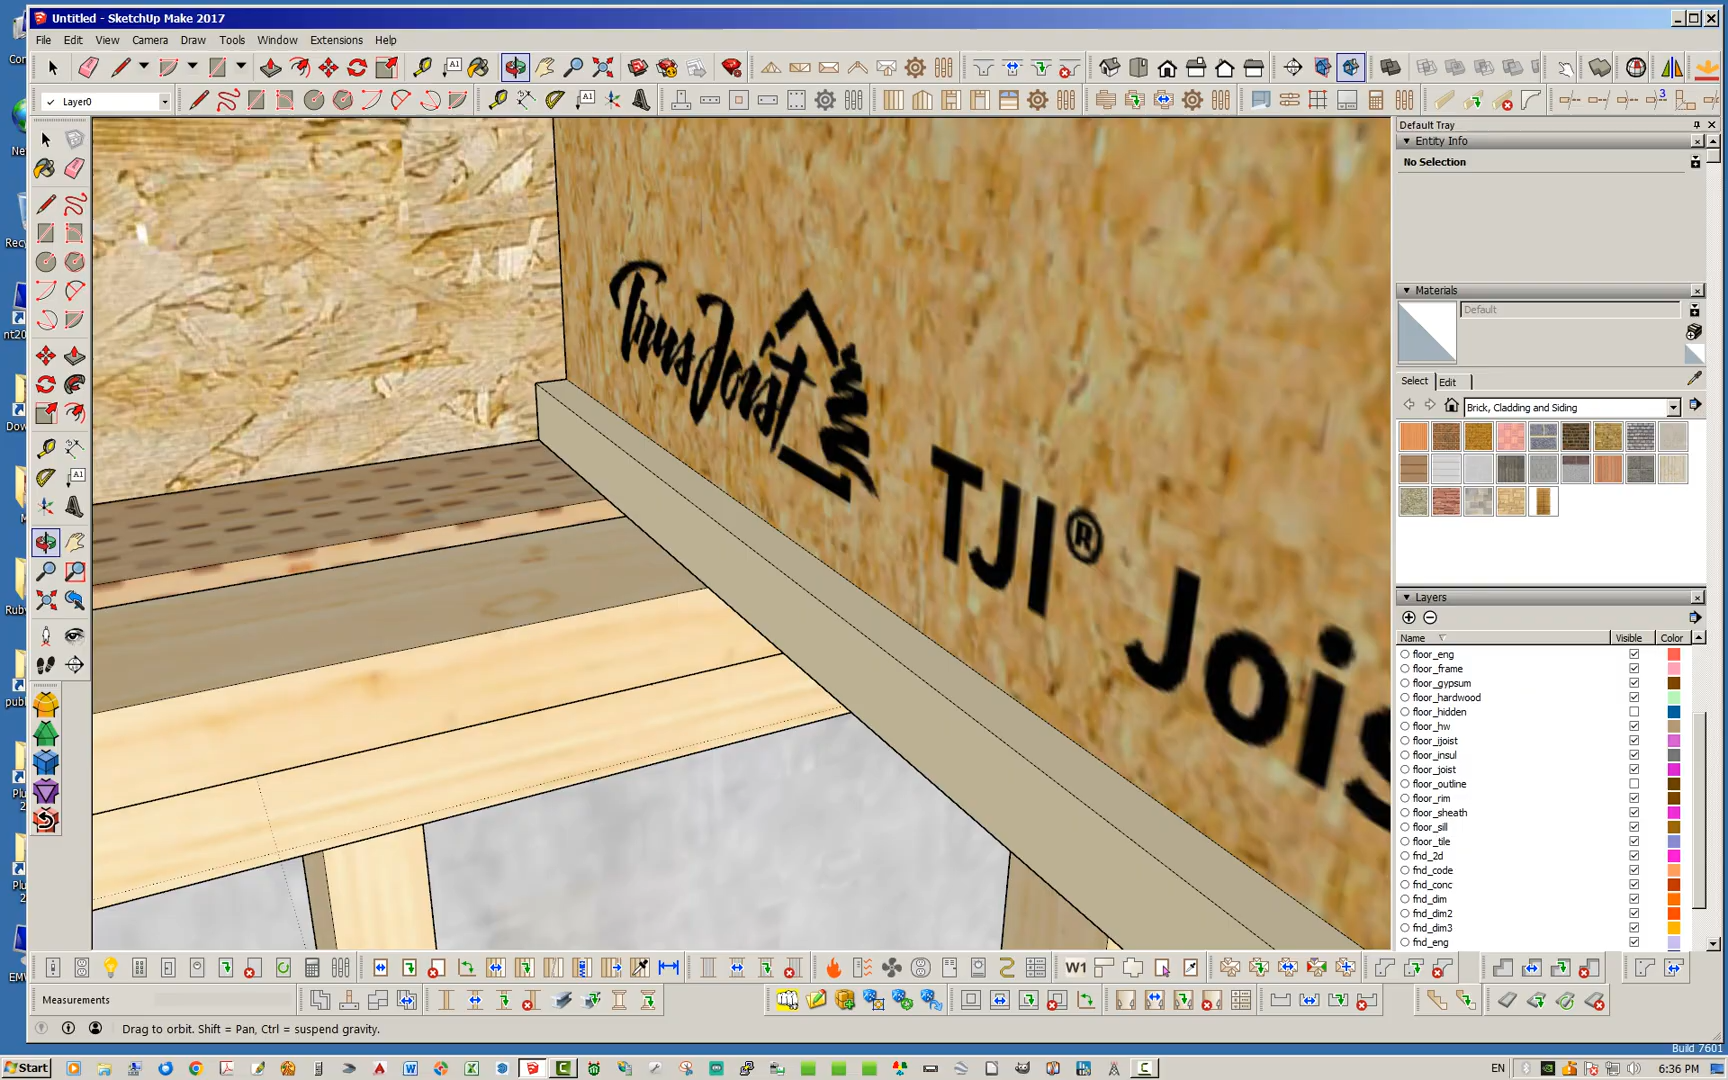 Untitled - SketchUp Make 2017
File Edit View Camera Draw Tools Window Extensions Help
Layer0
Default Tray
Entity Info
No Selection
Materials
Default
Select Edit
Brick, Cladding and Siding
Layers
Name Visible Color
floor_eng
floor_frame
floor_gypsum
floor_hardwood
floor_hidden
floor_hw
floor_ijoist
floor_insul
floor_joist
floor_outline
floor_rim
floor_sheath
floor_sill
floor_tile
fnd_2d
fnd_code
fnd_conc
fnd_dim
fnd_dim2
fnd_dim3
fnd_eng
TrusJoist
TJI® Jois
W1
Measurements
Drag to orbit. Shift = Pan, Ctrl = suspend gravity.
Build 7601
Start
EN
6:36 PM